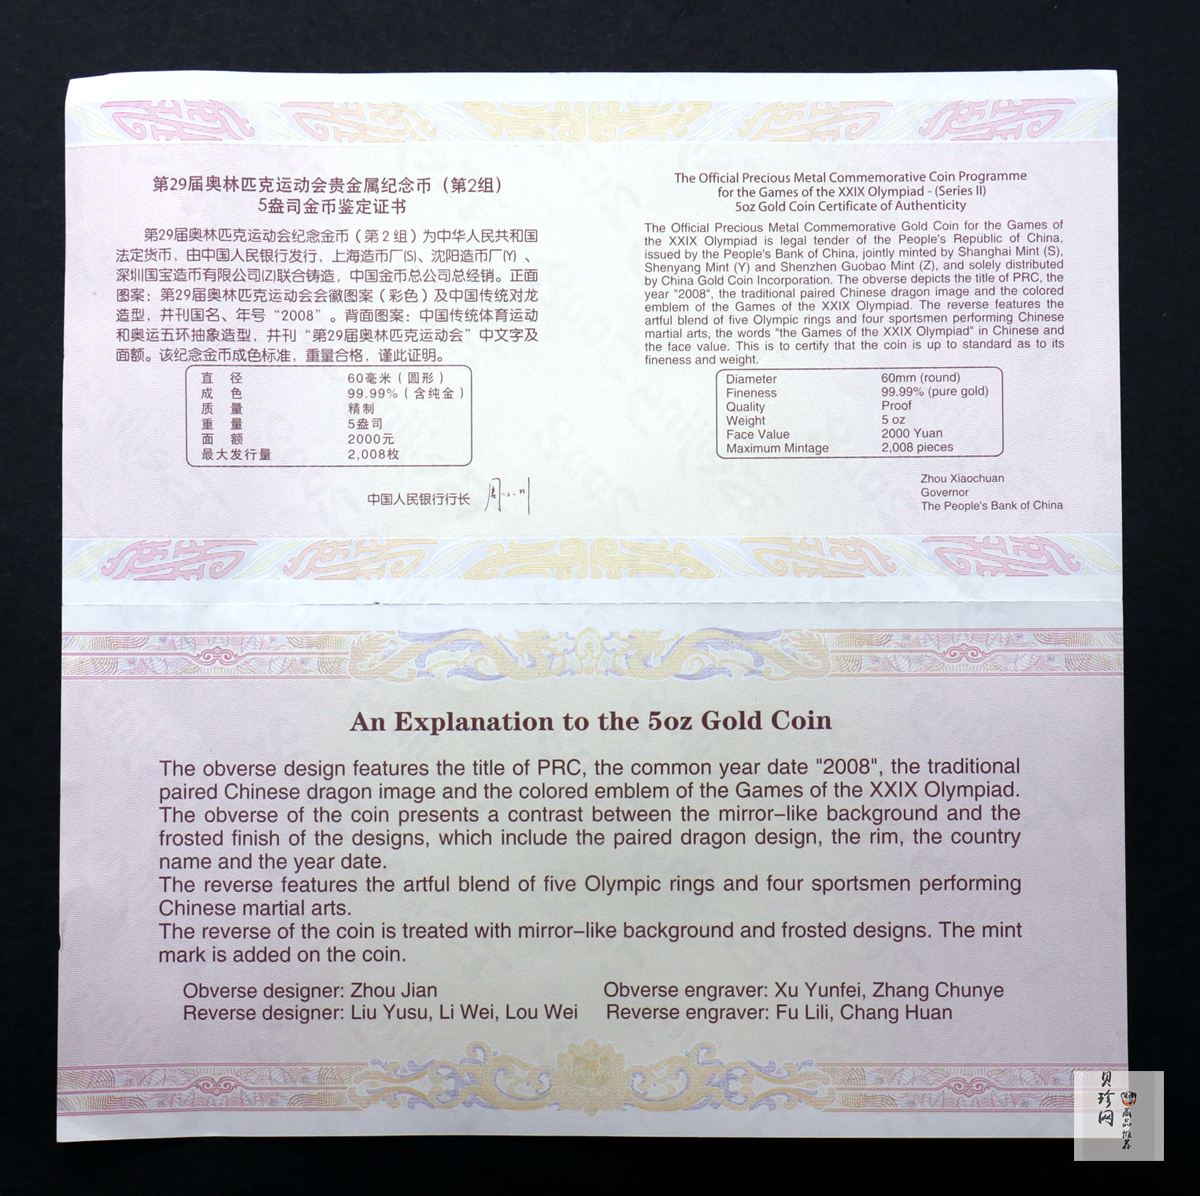 第29届奥林匹克运动会贵金属纪念币（第2组）
5盎司金币鉴定证书
第29届奥林匹克运动会纪念金币（第2组）为中华人民共和国
法定货币，由中国人民银行发行，上海造币厂(S)、沈阳造币厂(Y)、
深圳国宝造币有限公司(Z)联合铸造，中国金币总公司总经销。正面
图案：第29届奥林匹克运动会会徽图案（彩色）及中国传统对龙
造型，并刊国名、年号“2008”。背面图案：中国传统体育运动
和奥运五环抽象造型，并刊“第29届奥林匹克运动会”中文字及
面额。该纪念金币成色标准，重量合格，谨此证明。
直 径 60毫米（圆形）
成 色 99.99%（含纯金）
质 量 精制
重 量 5盎司
面 额 2000元
最大发行量 2,008枚
中国人民银行行长 周小川
The Official Precious Metal Commemorative Coin Programme
for the Games of the XXIX Olympiad - (Series II)
5oz Gold Coin Certificate of Authenticity
The Official Precious Metal Commemorative Gold Coin for the Games of
the XXIX Olympiad is legal tender of the People's Republic of China,
issued by the People's Bank of China, jointly minted by Shanghai Mint (S),
Shenyang Mint (Y) and Shenzhen Guobao Mint (Z), and solely distributed
by China Gold Coin Incorporation. The obverse depicts the title of PRC, the
year "2008", the traditional paired Chinese dragon image and the colored
emblem of the Games of the XXIX Olympiad. The reverse features the
artful blend of five Olympic rings and four sportsmen performing Chinese
martial arts, the words "the Games of the XXIX Olympiad" in Chinese and
the face value. This is to certify that the coin is up to standard as to its
fineness and weight.
Diameter 60mm (round)
Fineness 99.99% (pure gold)
Quality Proof
Weight 5 oz
Face Value 2000 Yuan
Maximum Mintage 2,008 pieces
Zhou Xiaochuan
Governor
The People's Bank of China
An Explanation to the 5oz Gold Coin
The obverse design features the title of PRC, the common year date "2008", the traditional
paired Chinese dragon image and the colored emblem of the Games of the XXIX Olympiad.
The obverse of the coin presents a contrast between the mirror–like background and the
frosted finish of the designs, which include the paired dragon design, the rim, the country
name and the year date.
The reverse features the artful blend of five Olympic rings and four sportsmen performing
Chinese martial arts.
The reverse of the coin is treated with mirror–like background and frosted designs. The mint
mark is added on the coin.
Obverse designer: Zhou Jian Obverse engraver: Xu Yunfei, Zhang Chunye
Reverse designer: Liu Yusu, Li Wei, Lou Wei Reverse engraver: Fu Lili, Chang Huan
贝珍网
藏品推荐